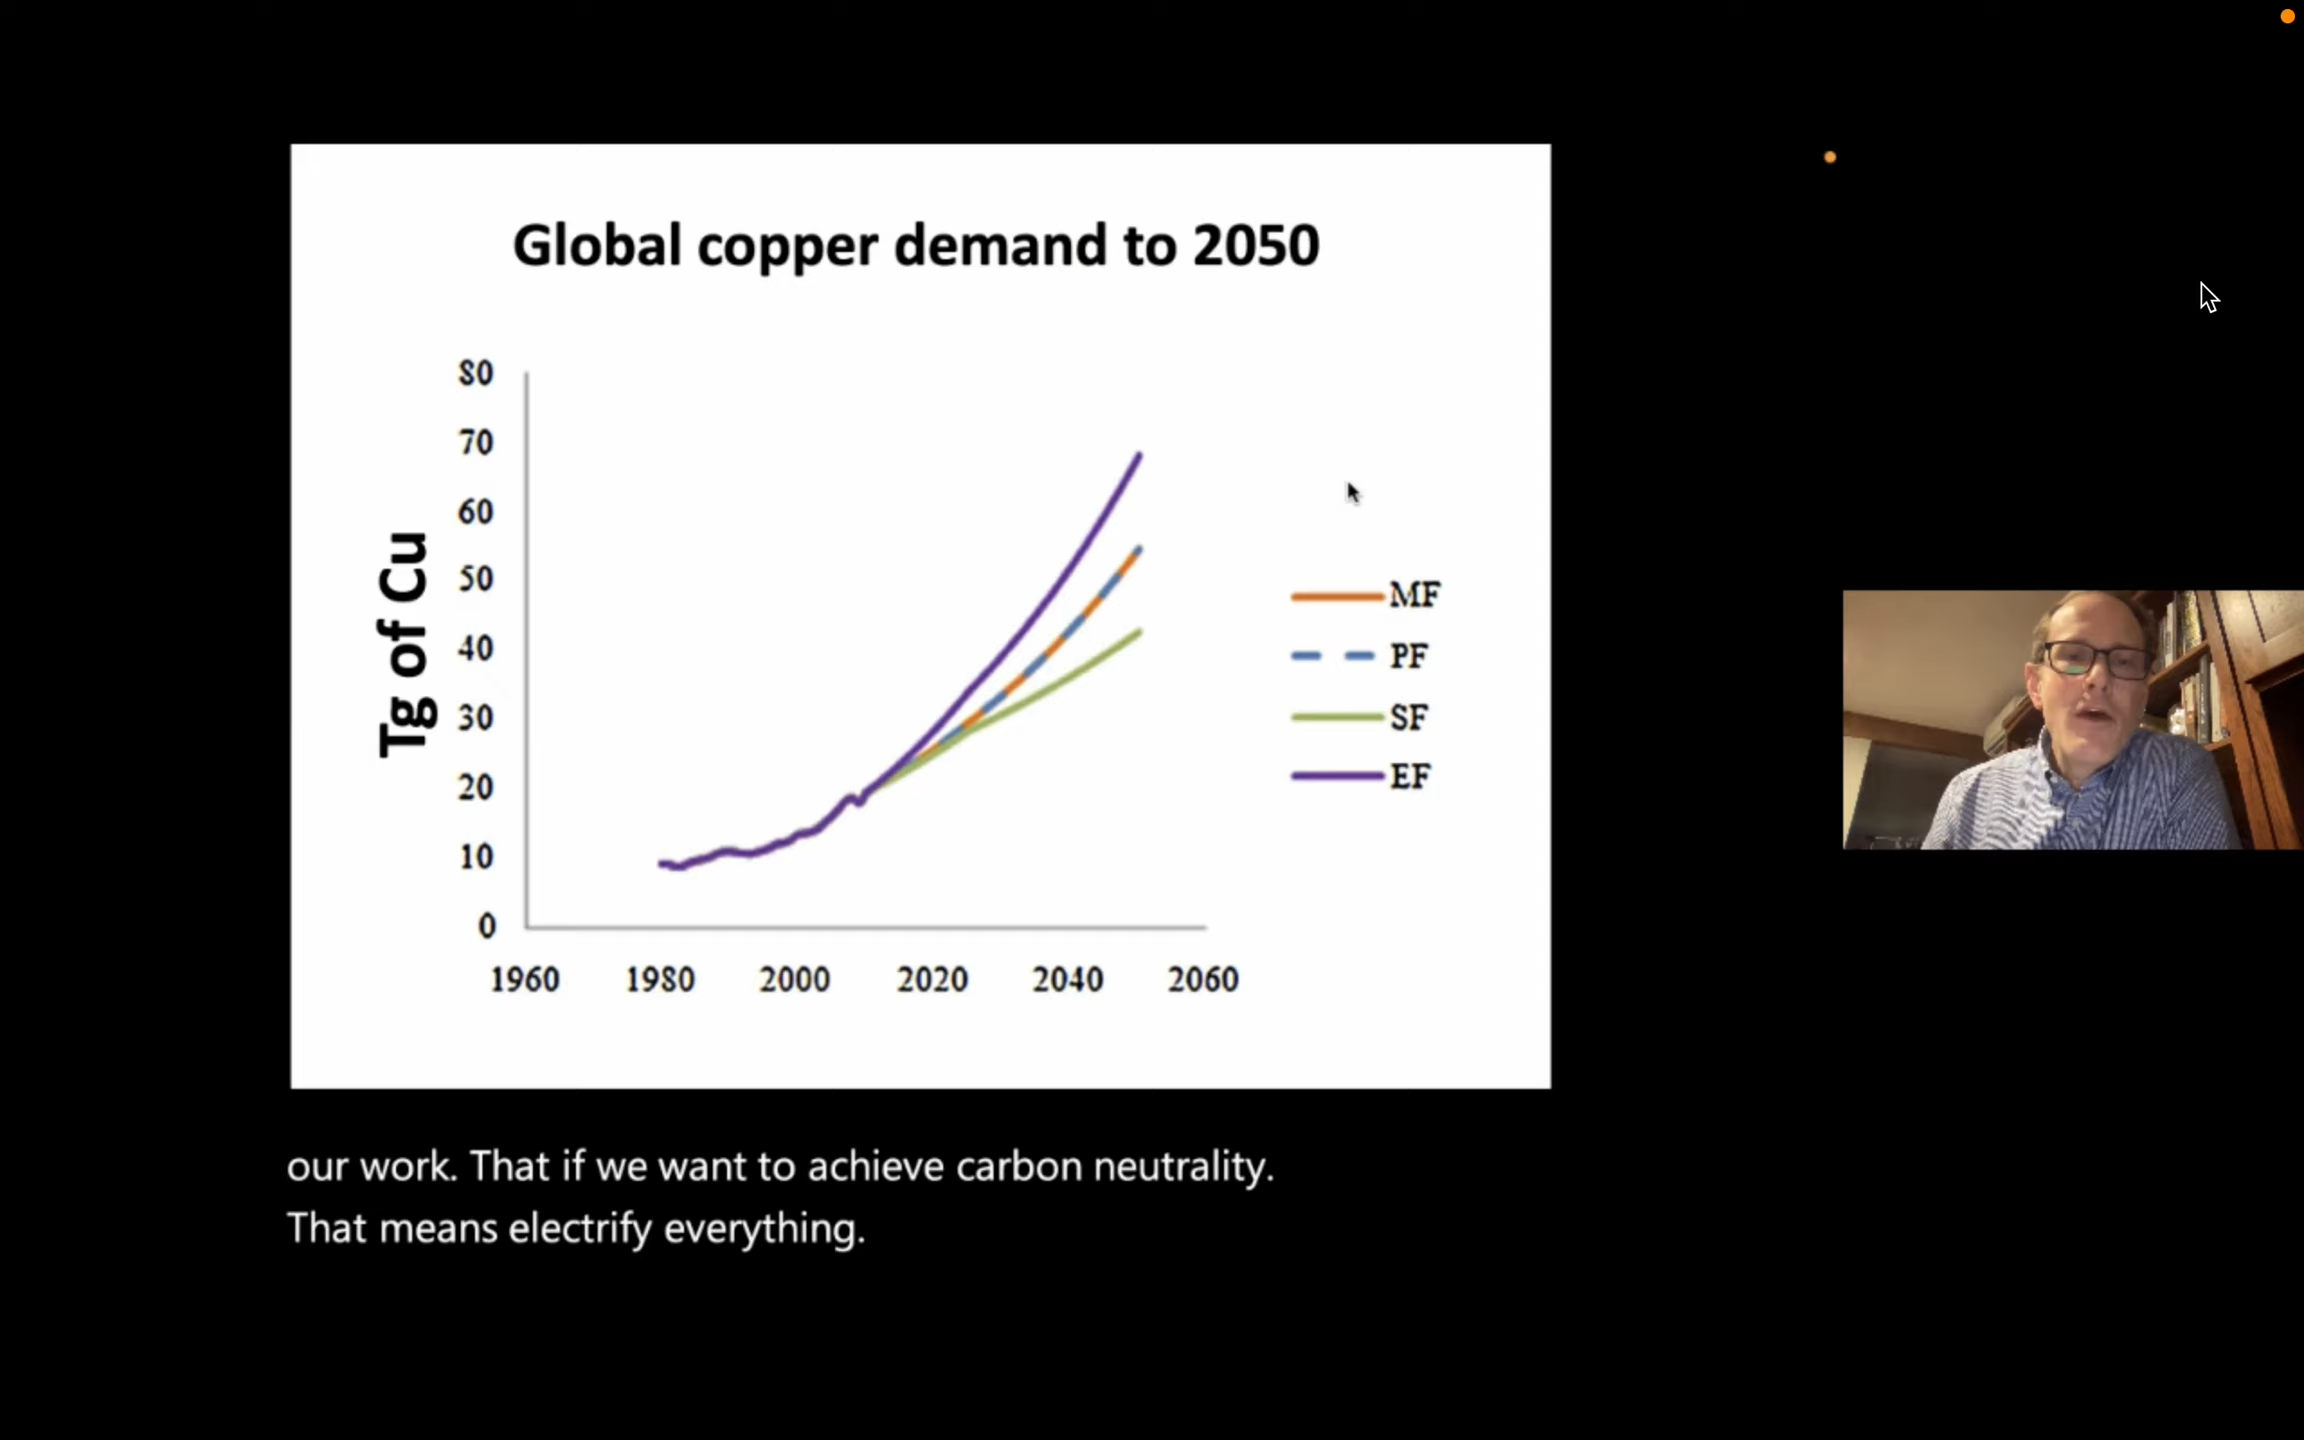 Global copper demand to 2050
Tg of Cu
80
70
60
50
40
30
20
10
0
1960 1980 2000 2020 2040 2060
MF
PF
SF
EF
our work. That if we want to achieve carbon neutrality.
That means electrify everything.